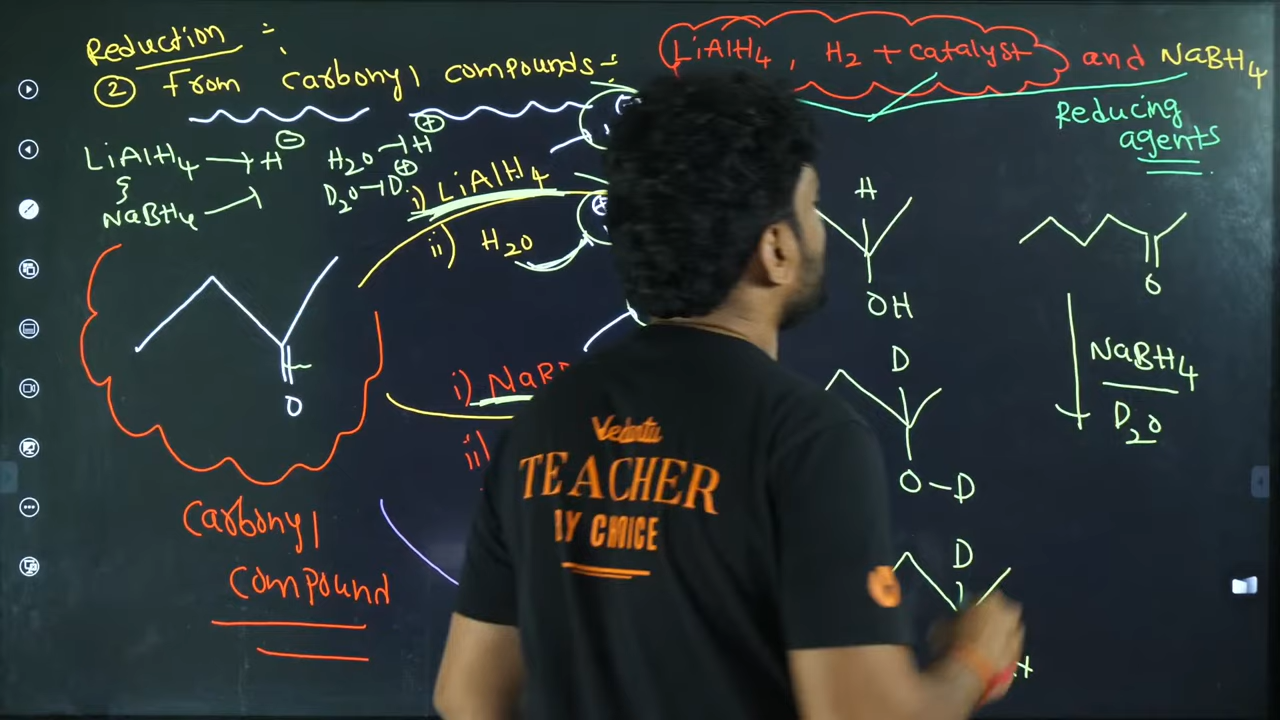 Reduction :
② From carbonyl compounds :
LiAlH4, H2 + catalyst and NaBH4
Reducing
agents
LiAlH4 → H⊖
NaBH4
H2O → H⊕
D2O → D⊕
i) LiAlH4
ii) H2O
O
Carbonyl
compound
i)
ii)
H
OH
D
O-D
D
O
NaBH4
D2O
Vedantu
TEACHER
BY CHOICE